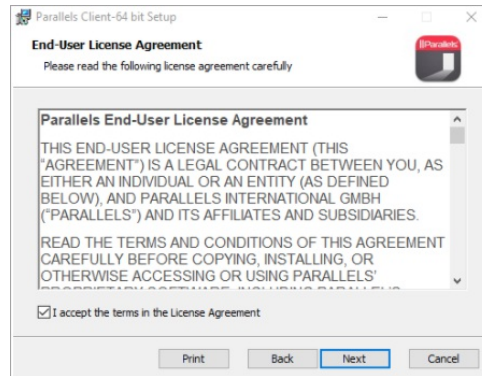 Parallels Client-64 bit Setup
End-User License Agreement
Please read the following license agreement carefully
||Parallels
Parallels End-User License Agreement
THIS END-USER LICENSE AGREEMENT (THIS
"AGREEMENT") IS A LEGAL CONTRACT BETWEEN YOU, AS
EITHER AN INDIVIDUAL OR AN ENTITY (AS DEFINED
BELOW), AND PARALLELS INTERNATIONAL GMBH
("PARALLELS") AND ITS AFFILIATES AND SUBSIDIARIES.
READ THE TERMS AND CONDITIONS OF THIS AGREEMENT
CAREFULLY BEFORE COPYING, INSTALLING, OR
OTHERWISE ACCESSING OR USING PARALLELS'
I accept the terms in the License Agreement
Print
Back
Next
Cancel